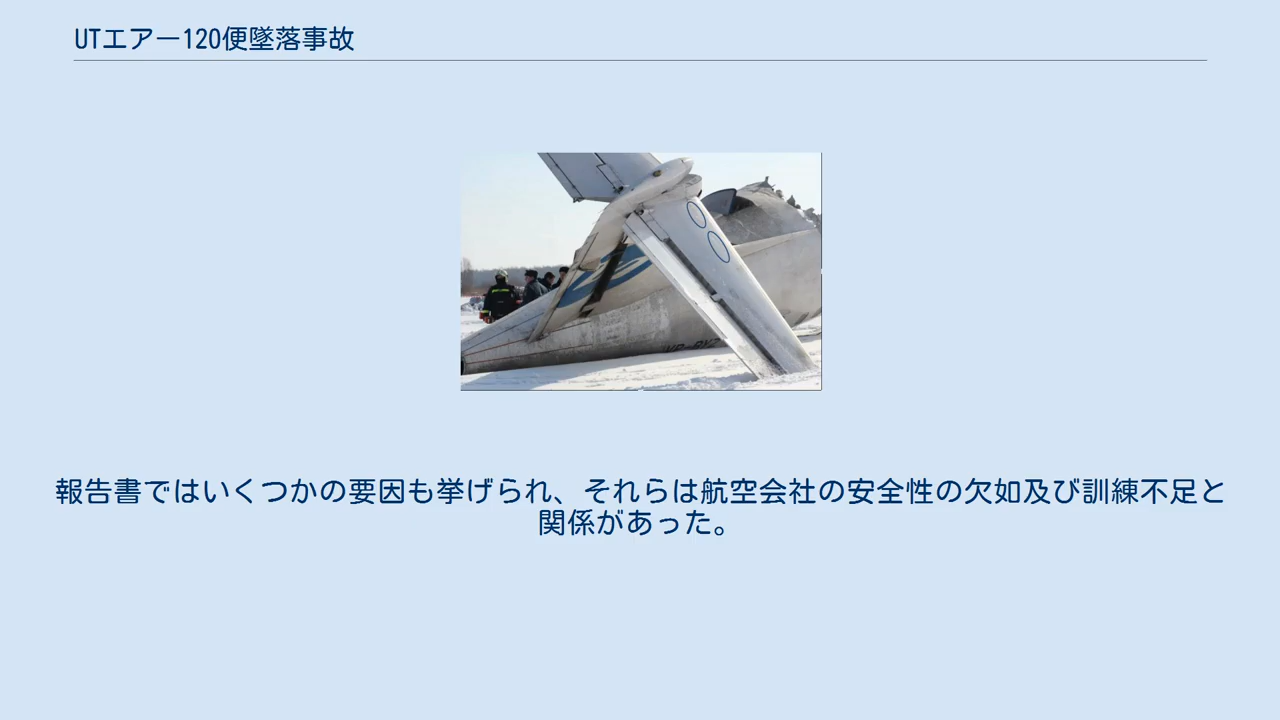 UTエアー120便墜落事故
報告書ではいくつかの要因も挙げられ、それらは航空会社の安全性の欠如及び訓練不足と
関係があった。